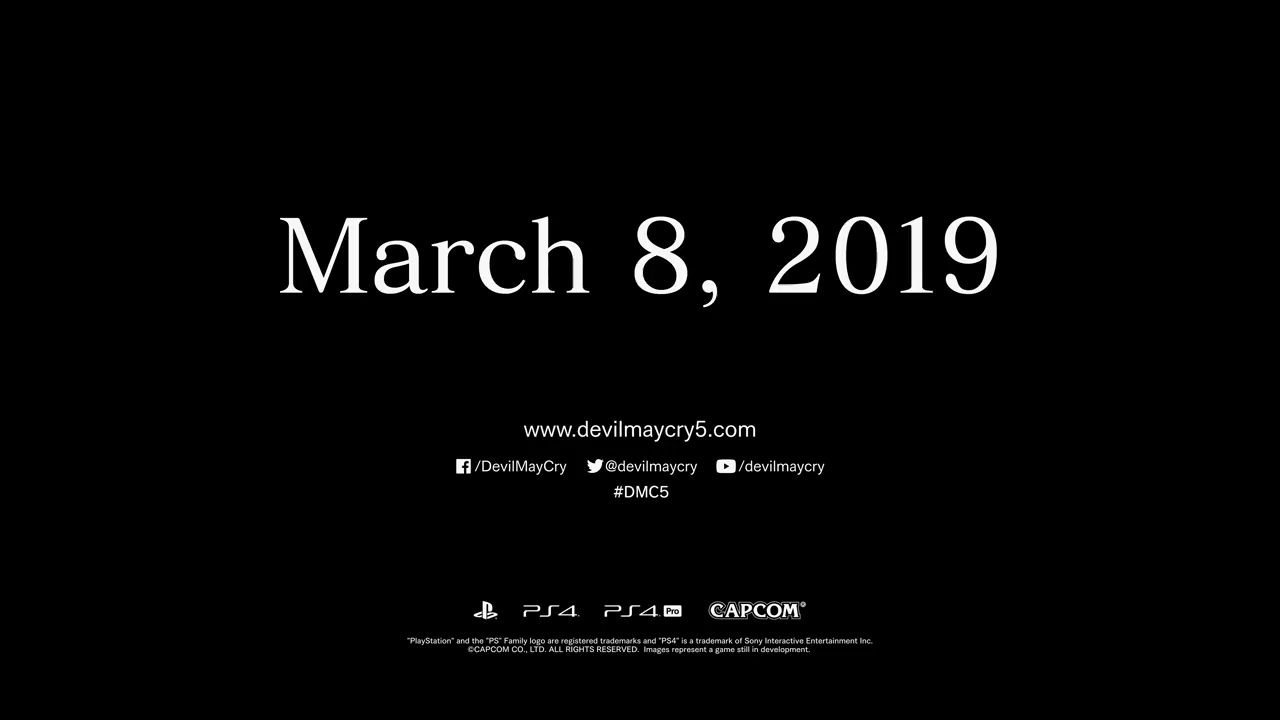 March 8, 2019
www.devilmaycry5.com
/DevilMayCry @devilmaycry /devilmaycry
#DMC5
PS4 PS4 Pro CAPCOM®
"PlayStation" and the "PS" Family logo are registered trademarks and "PS4" is a trademark of Sony Interactive Entertainment Inc.
©CAPCOM CO., LTD. ALL RIGHTS RESERVED. Images represent a game still in development.